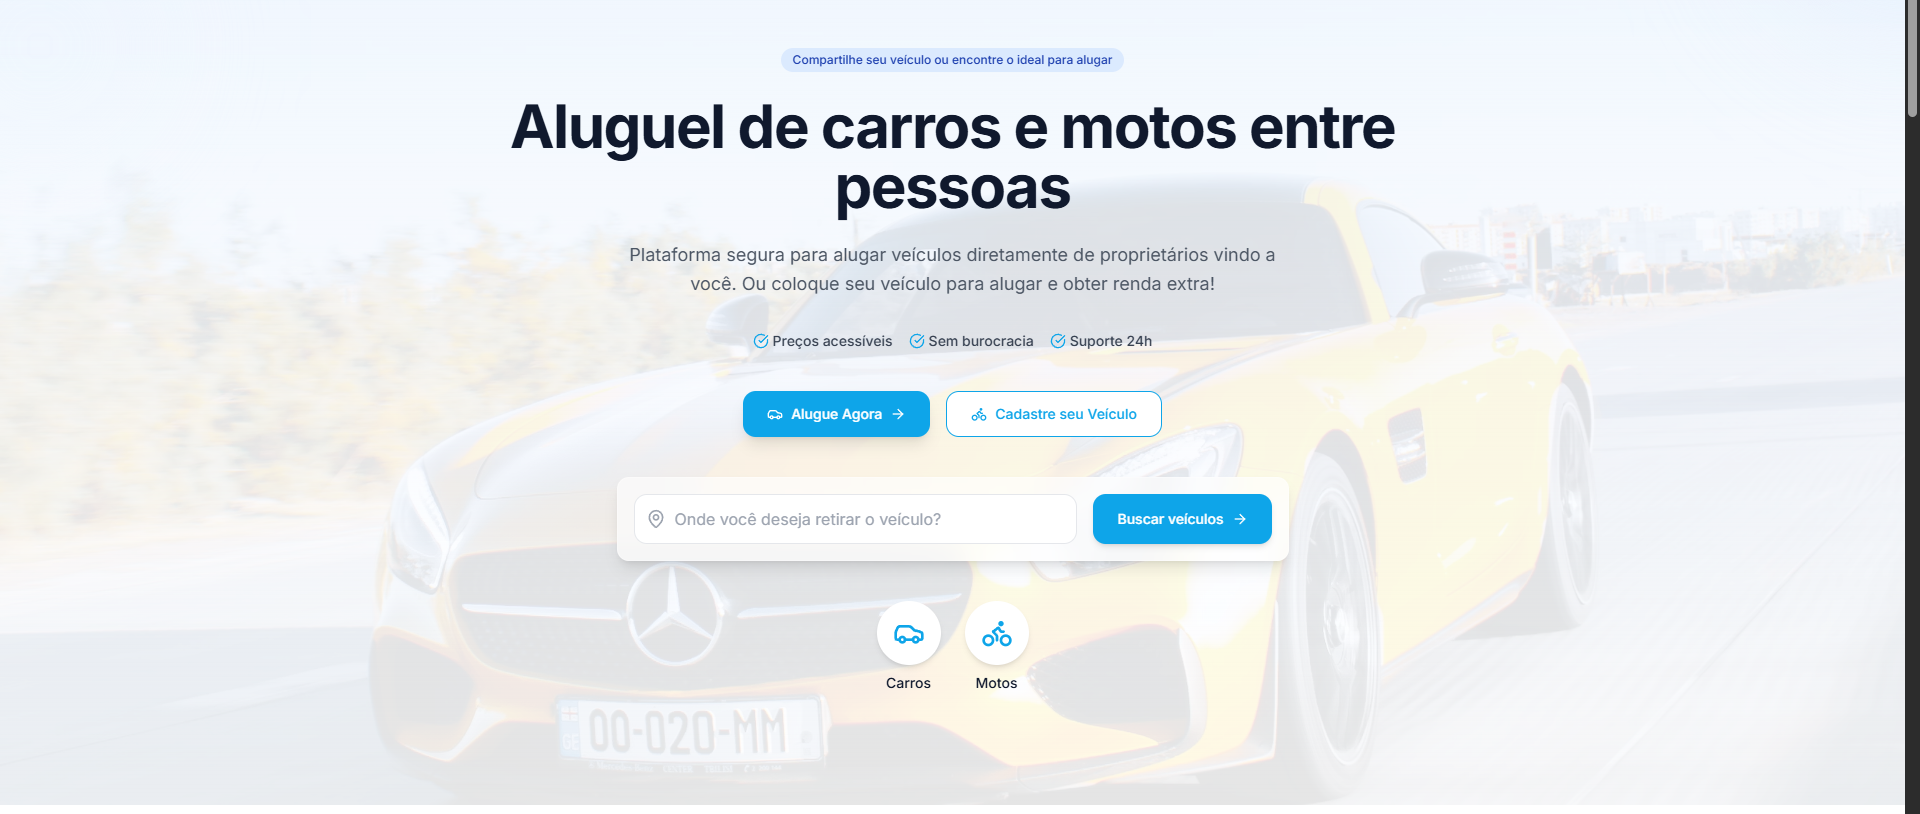 Compartilhe seu veículo ou encontre o ideal para alugar
Aluguel de carros e motos entre
pessoas
Plataforma segura para alugar veículos diretamente de proprietários vindo a
você. Ou coloque seu veículo para alugar e obter renda extra!
Preços acessíveis Sem burocracia Suporte 24h
Alugue Agora Cadastre seu Veículo
Onde você deseja retirar o veículo? Buscar veículos
Carros Motos
00-020-MM